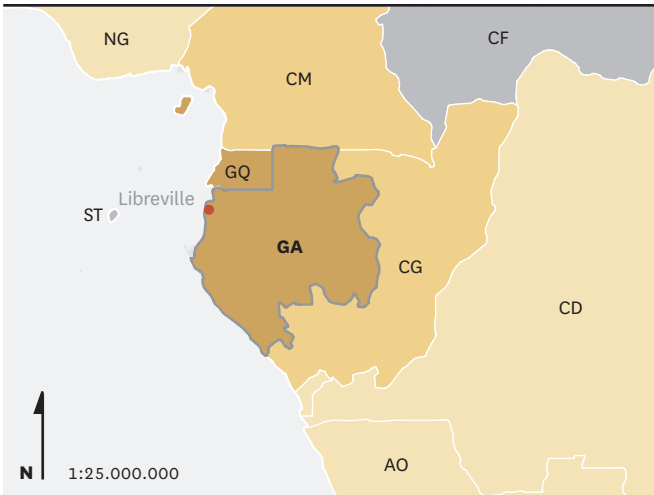 NG
CF
CM
GQ
Libreville
ST
GA
CG
CD
AO
N 1:25.000.000